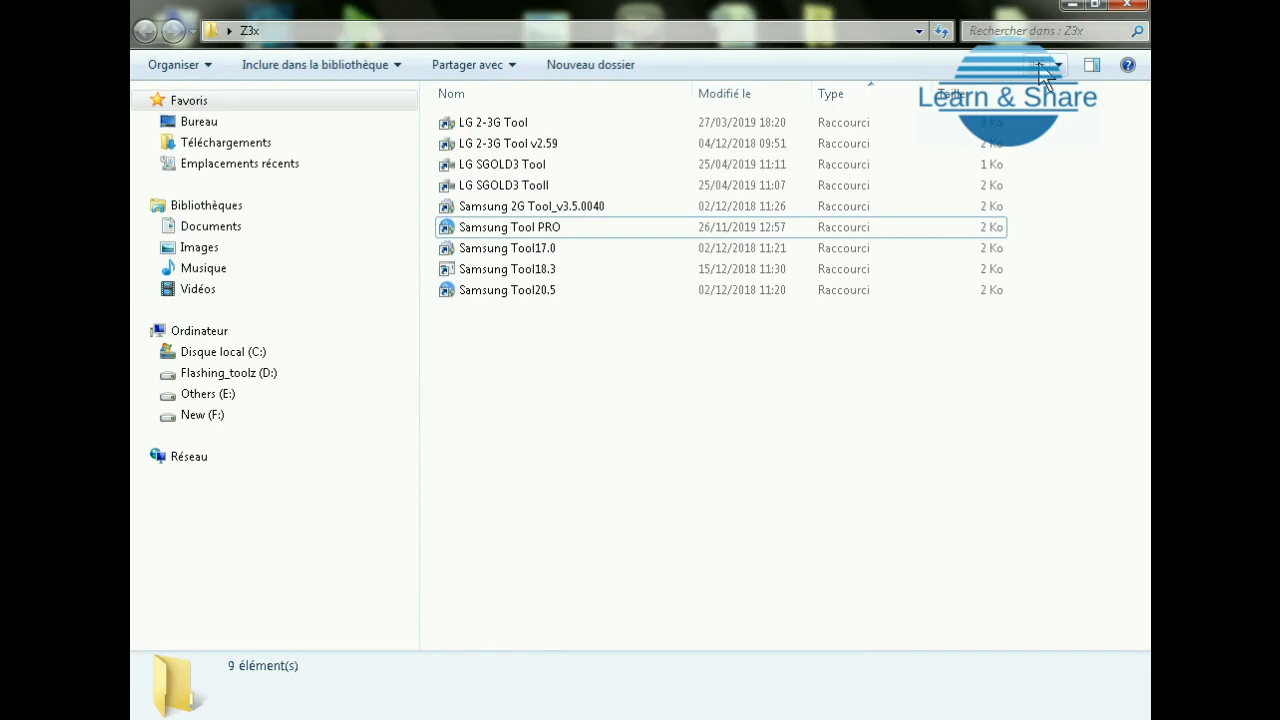 Z3x
Rechercher dans : Z3x
Organiser
Inclure dans la bibliothèque
Partager avec
Nouveau dossier
Learn & Share
Favoris
Bureau
Téléchargements
Emplacements récents
Bibliothèques
Documents
Images
Musique
Vidéos
Ordinateur
Disque local (C:)
Flashing_toolz (D:)
Others (E:)
New (F:)
Réseau
Nom Modifié le Type Taille
LG 2-3G Tool 27/03/2019 18:20 Raccourci 2 Ko
LG 2-3G Tool v2.59 04/12/2018 09:51 Raccourci 2 Ko
LG SGOLD3 Tool 25/04/2019 11:11 Raccourci 1 Ko
LG SGOLD3 Tooll 25/04/2019 11:07 Raccourci 2 Ko
Samsung 2G Tool_v3.5.0040 02/12/2018 11:26 Raccourci 2 Ko
Samsung Tool PRO 26/11/2019 12:57 Raccourci 2 Ko
Samsung Tool17.0 02/12/2018 11:21 Raccourci 2 Ko
Samsung Tool18.3 15/12/2018 11:30 Raccourci 2 Ko
Samsung Tool20.5 02/12/2018 11:20 Raccourci 2 Ko
9 élément(s)